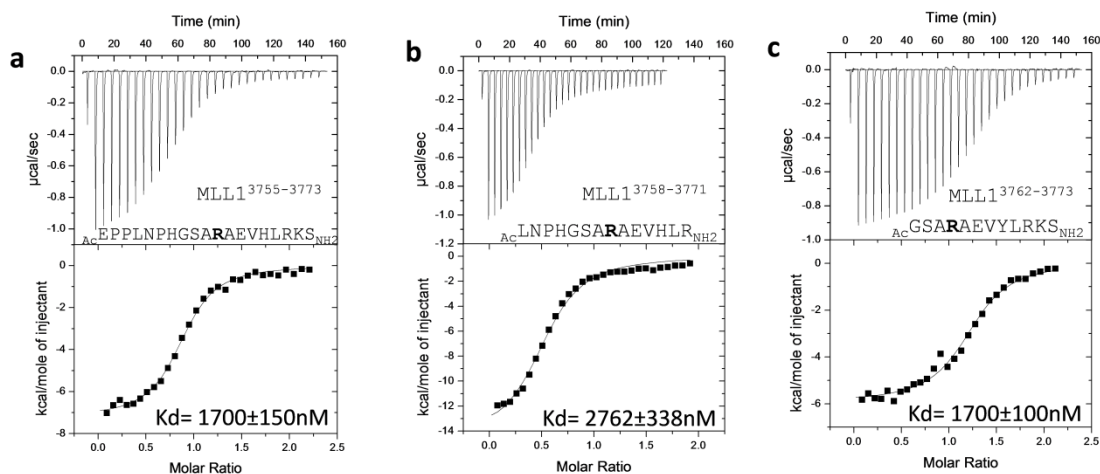 a
Time (min)
0 20 40 60 80 100 120 140 160
0.0
-0.2
-0.4
-0.6
-0.8
-1.0
µcal/sec
MLL1³⁷⁵⁵⁻³⁷⁷³
AcEPPLNPHGSARAEVHLRKSNH2
0
-2
-4
-6
-8
kcal/mole of injectant
Kd= 1700±150nM
0.0 0.5 1.0 1.5 2.0 2.5
Molar Ratio
b
Time (min)
0 20 40 60 80 100 120 140 160
0.0
-0.2
-0.4
-0.6
-0.8
-1.0
-1.2
µcal/sec
MLL1³⁷⁵⁸⁻³⁷⁷¹
AcLNPHGSARAEVHLRNH2
0
-2
-4
-6
-8
-10
-12
-14
kcal/mole of injectant
Kd= 2762±338nM
0.0 0.5 1.0 1.5 2.0
Molar Ratio
c
Time (min)
0 20 40 60 80 100 120 140 160
0.0
-0.2
-0.4
-0.6
-0.8
µcal/sec
MLL1³⁷⁶²⁻³⁷⁷³
AcGSARAEVYLRKSNH2
0
-2
-4
-6
kcal/mole of injectant
Kd= 1700±100nM
0.0 0.5 1.0 1.5 2.0 2.5
Molar Ratio